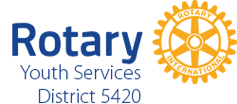 Rotary
Youth Services
District 5420
ROTARY
INTERNATIONAL